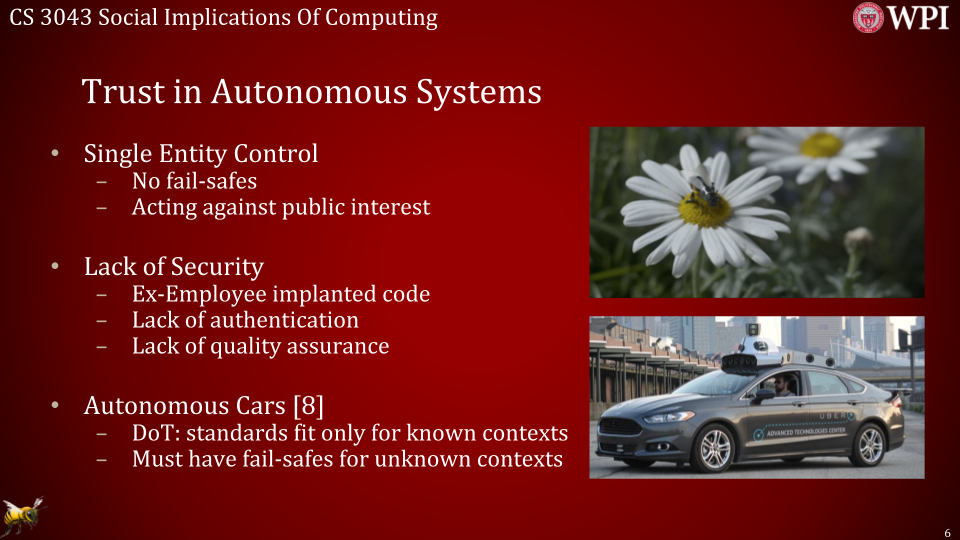 CS 3043 Social Implications Of Computing
WPI
Trust in Autonomous Systems
• Single Entity Control
– No fail-safes
– Acting against public interest
• Lack of Security
– Ex-Employee implanted code
– Lack of authentication
– Lack of quality assurance
• Autonomous Cars [8]
– DoT: standards fit only for known contexts
– Must have fail-safes for unknown contexts
UBER
ADVANCED TECHNOLOGIES CENTER
6